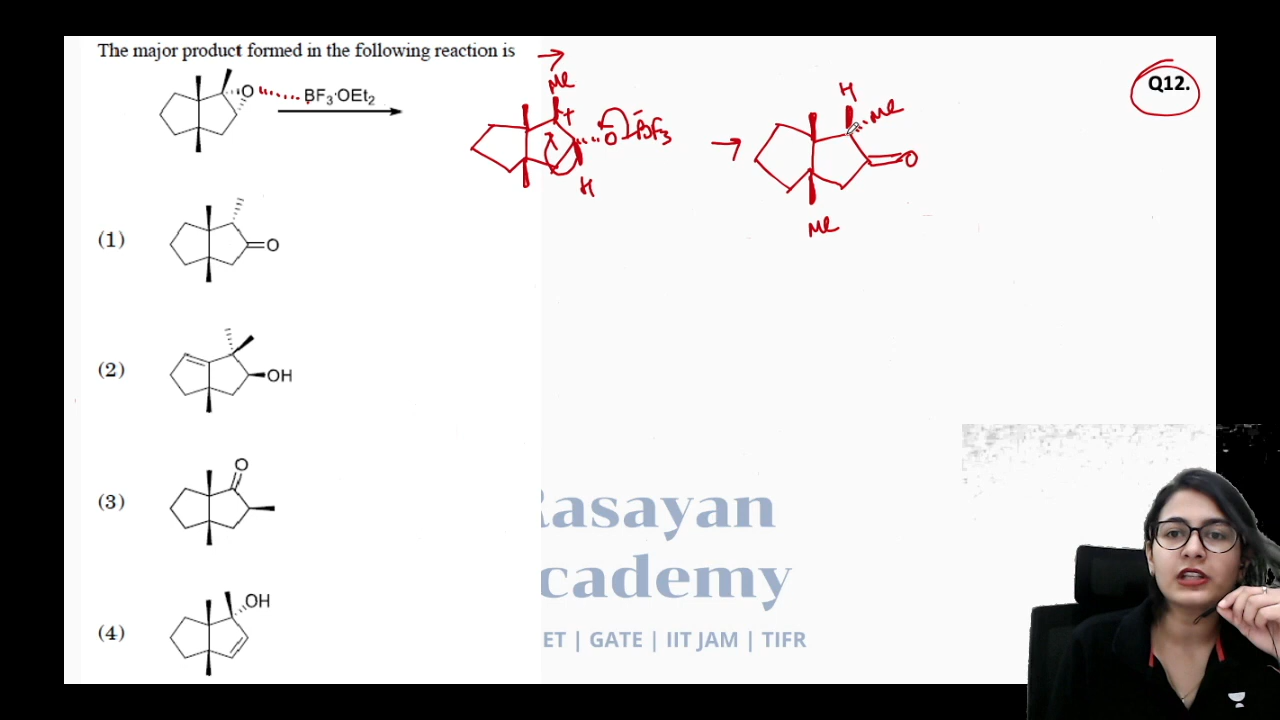 The major product formed in the following reaction is
Q12.
O
BF3·OEt2
Me
+
O
BF3
H
H
Me
O
Me
(1)
O
(2)
OH
(3)
O
(4)
OH
Rasayan
cademy
ET | GATE | IIT JAM | TIFR